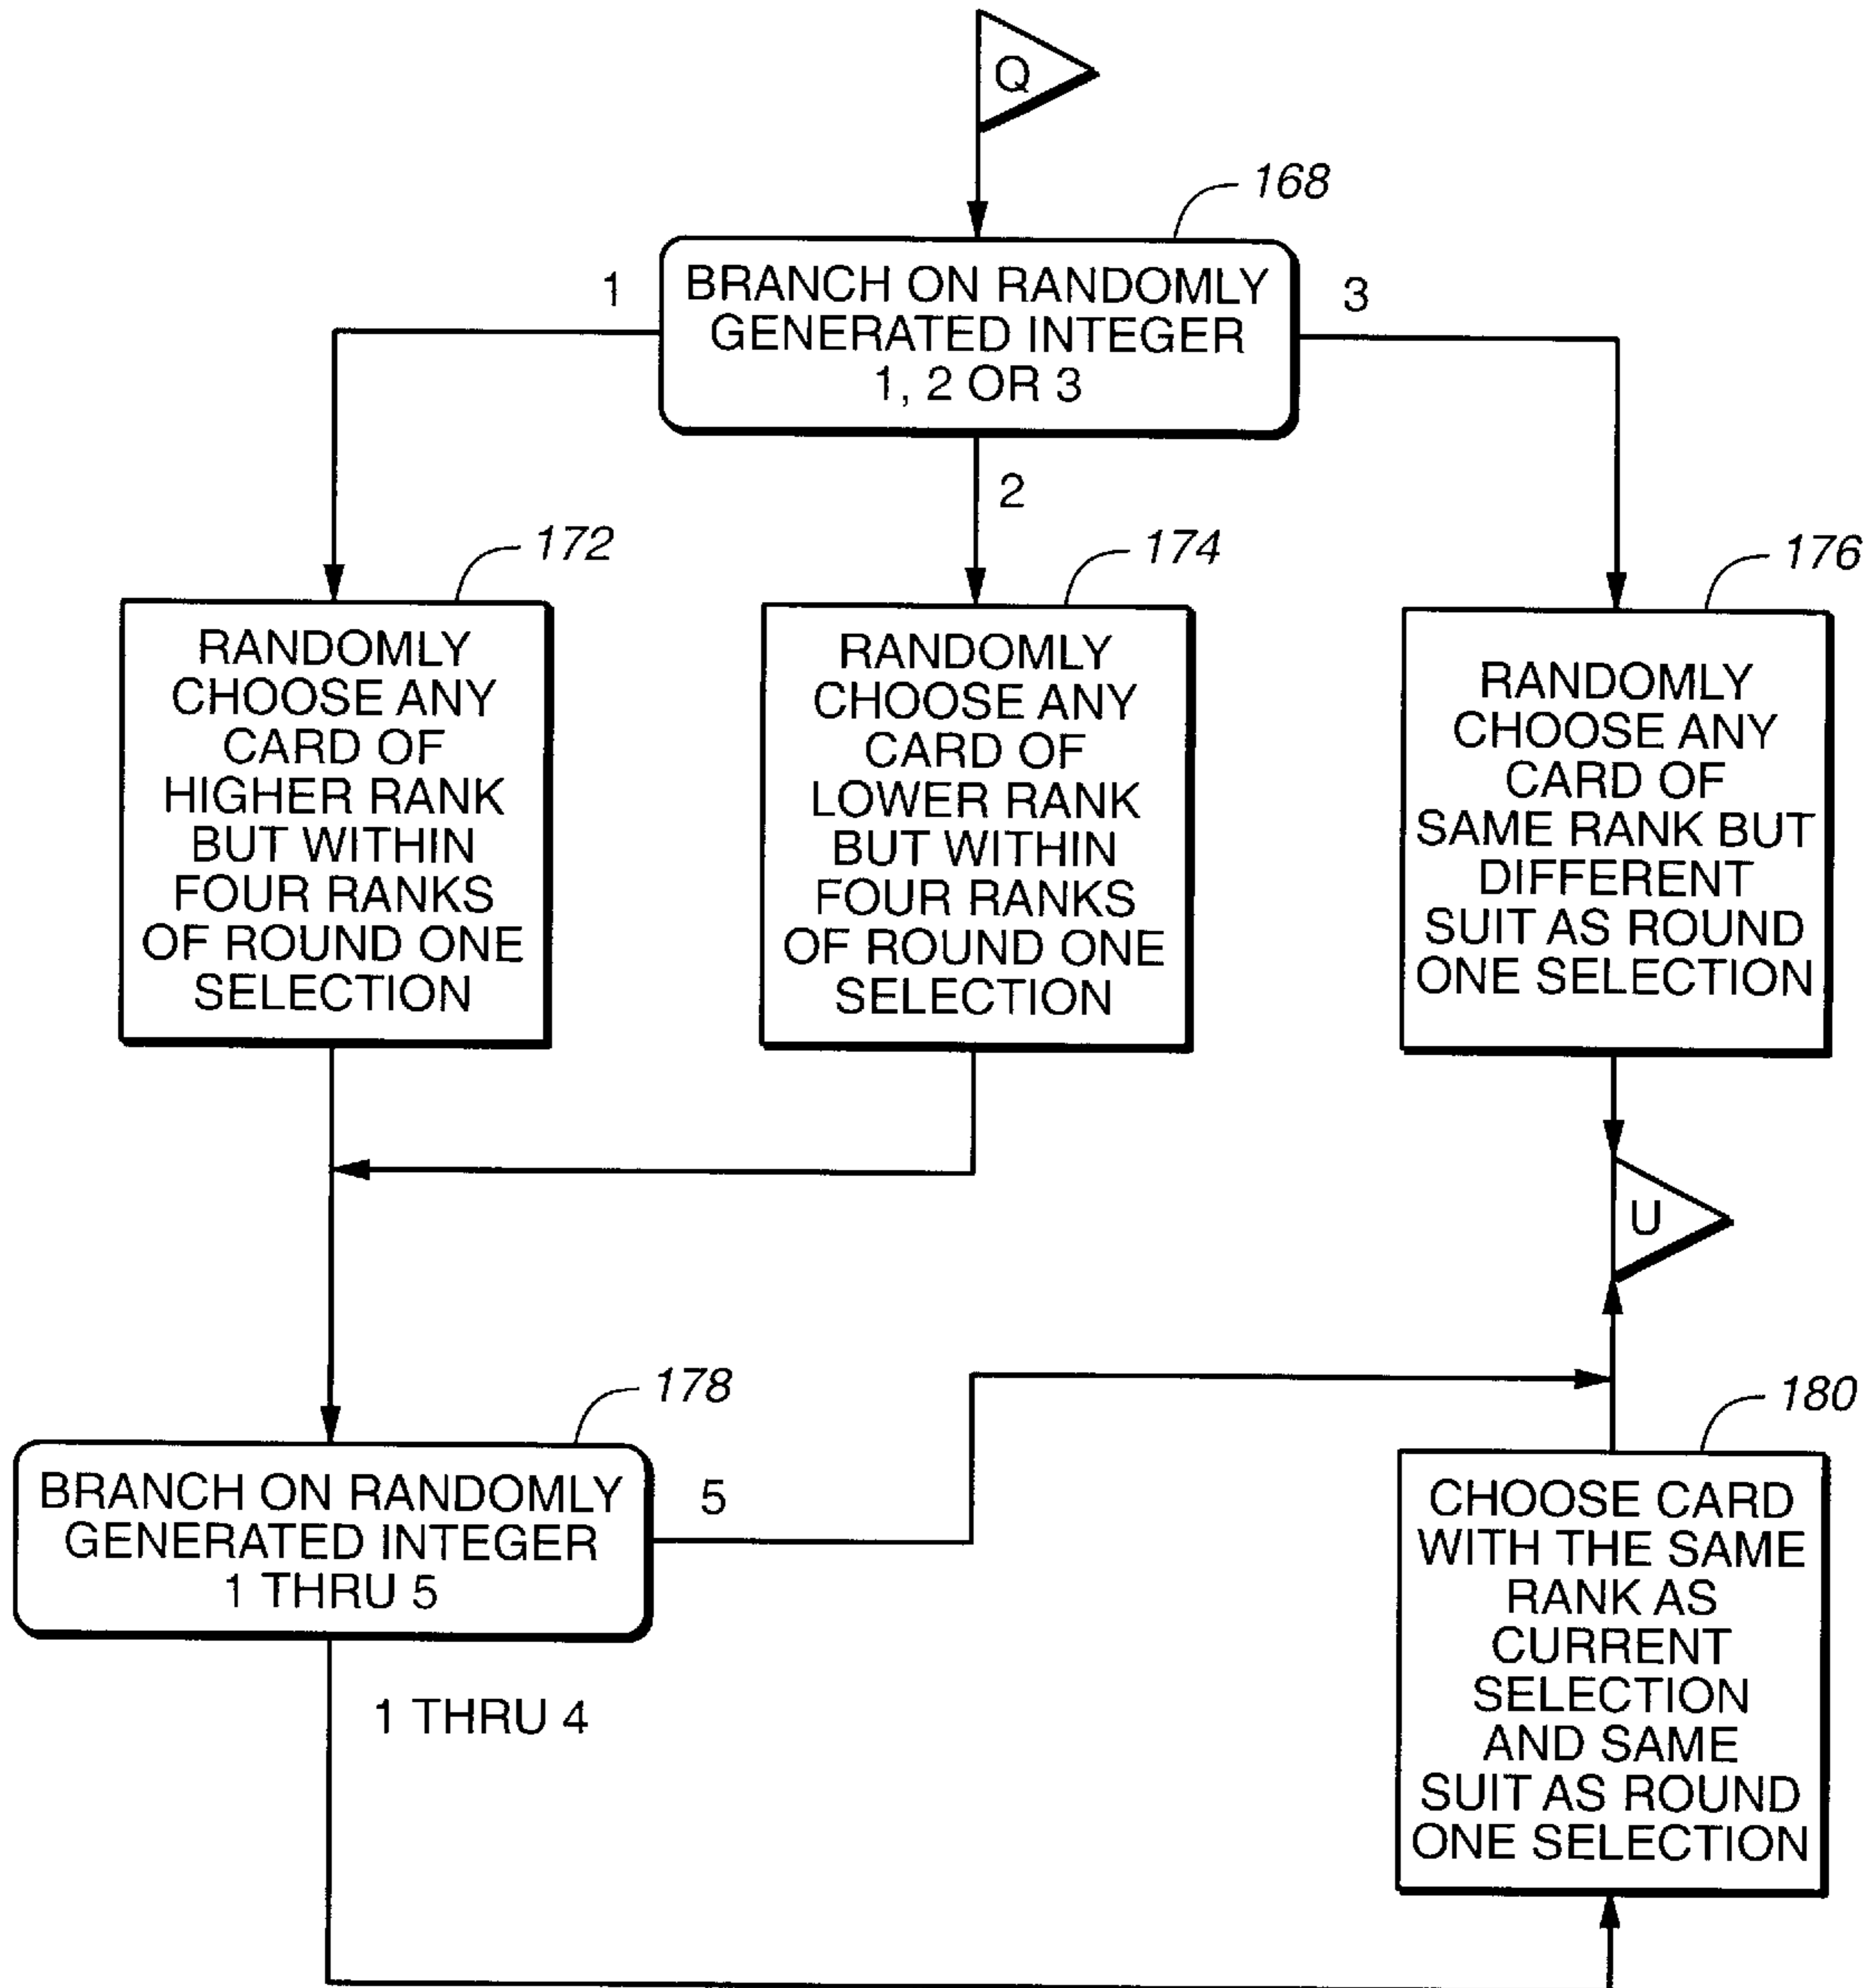 Q
168
BRANCH ON RANDOMLY
GENERATED INTEGER
1, 2 OR 3
1
3
2
172
RANDOMLY
CHOOSE ANY
CARD OF
HIGHER RANK
BUT WITHIN
FOUR RANKS
OF ROUND ONE
SELECTION
174
RANDOMLY
CHOOSE ANY
CARD OF
LOWER RANK
BUT WITHIN
FOUR RANKS
OF ROUND ONE
SELECTION
176
RANDOMLY
CHOOSE ANY
CARD OF
SAME RANK BUT
DIFFERENT
SUIT AS ROUND
ONE SELECTION
U
178
BRANCH ON RANDOMLY
GENERATED INTEGER
1 THRU 5
5
1 THRU 4
180
CHOOSE CARD
WITH THE SAME
RANK AS
CURRENT
SELECTION
AND SAME
SUIT AS ROUND
ONE SELECTION